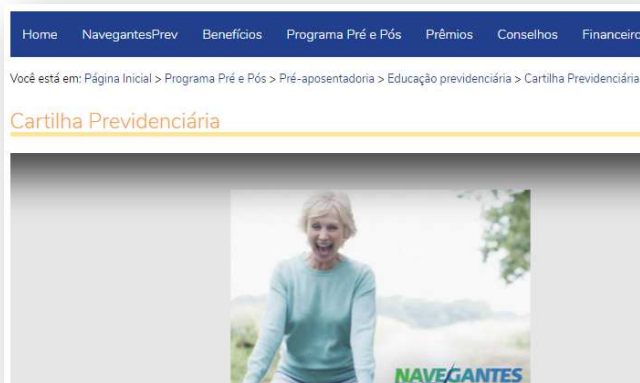 Home NavegantesPrev Benefícios Programa Pré e Pós Prêmios Conselhos Financeiro
Você está em: Página Inicial > Programa Pré e Pós > Pré-aposentadoria > Educação previdenciária > Cartilha Previdenciária
Cartilha Previdenciária
NAVEGANTES